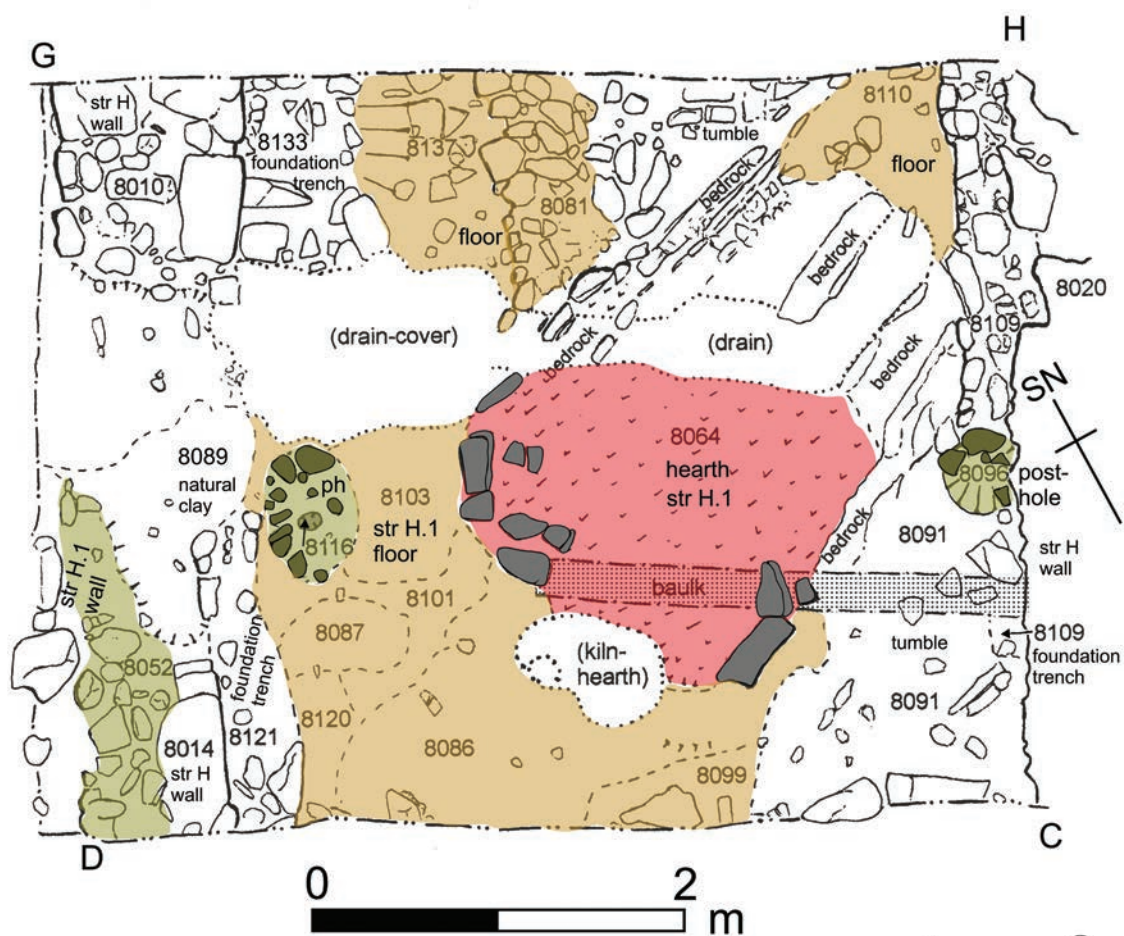 G
H
str H
wall
8010
8133
foundation
trench
8137
floor
8081
tumble
bedrock
8110
floor
bedrock
8020
8109
(drain-cover)
bedrock
(drain)
bedrock
SN
8089
natural
clay
ph
8116
8103
str H.1
floor
8064
hearth
str H.1
8096
post-
hole
str H.1
wall
8101
8087
baulk
bedrock
8091
str H
wall
8052
foundation
trench
(kiln-
hearth)
tumble
8109
foundation
trench
8014
str H
wall
8121
8120
8086
8099
8091
D
C
0
2
m